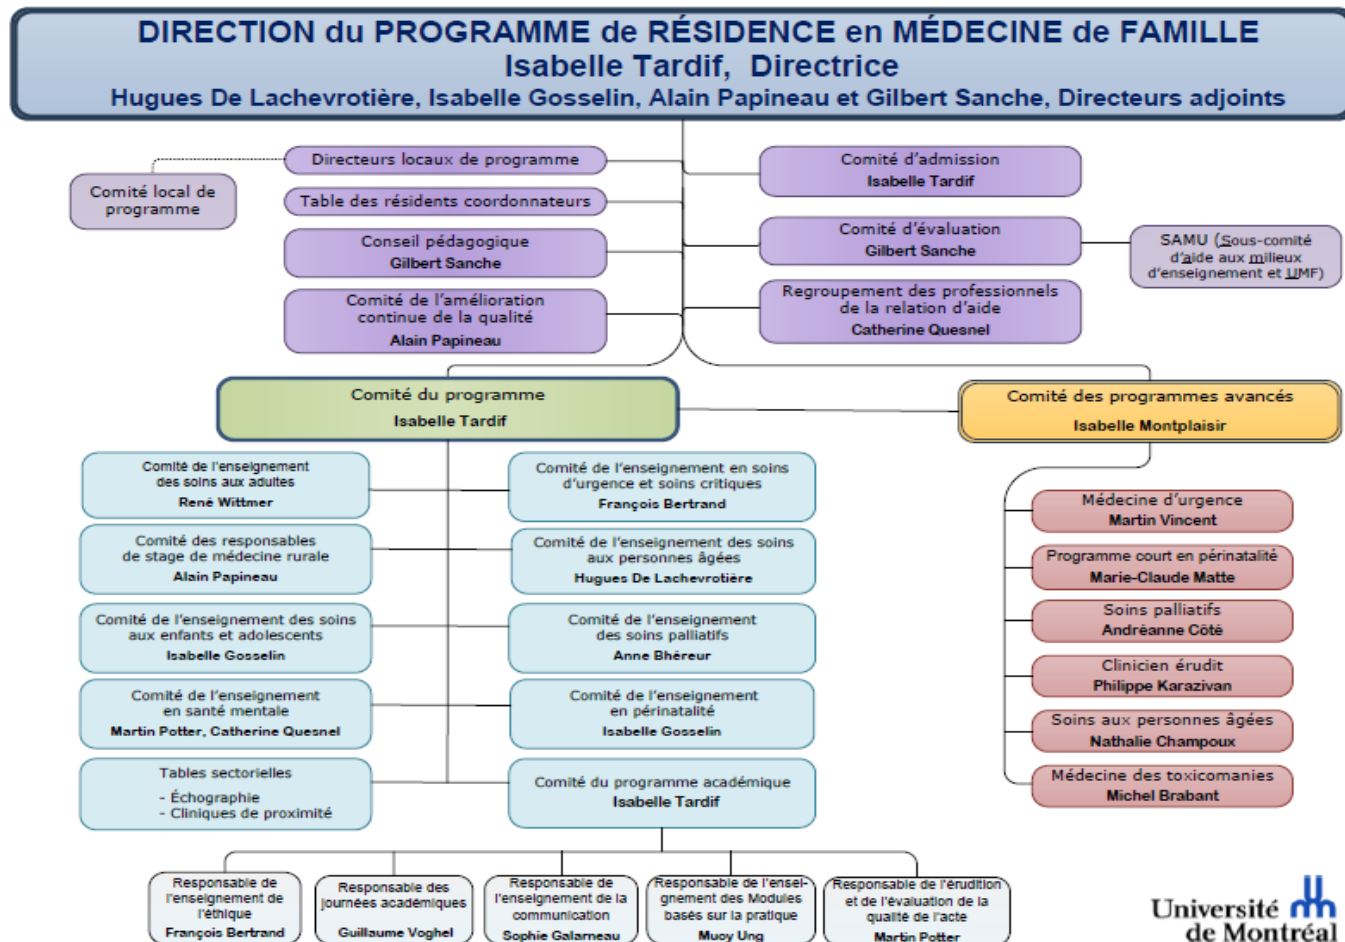 DIRECTION du PROGRAMME de RÉSIDENCE en MÉDECINE de FAMILLE
Isabelle Tardif, Directrice
Hugues De Lachevrotière, Isabelle Gosselin, Alain Papineau et Gilbert Sanche, Directeurs adjoints
Directeurs locaux de programme
Comité local de
programme
Table des résidents coordonnateurs
Conseil pédagogique
Gilbert Sanche
Comité de l'amélioration
continue de la qualité
Alain Papineau
Comité d'admission
Isabelle Tardif
Comité d'évaluation
Gilbert Sanche
SAMU (Sous-comité
d'aide aux milieux
d'enseignement et UMF)
Regroupement des professionnels
de la relation d'aide
Catherine Quesnel
Comité du programme
Isabelle Tardif
Comité des programmes avancés
Isabelle Montplaisir
Comité de l'enseignement
des soins aux adultes
René Wittmer
Comité de l'enseignement en soins
d'urgence et soins critiques
François Bertrand
Comité des responsables
de stage de médecine rurale
Alain Papineau
Comité de l'enseignement des soins
aux personnes âgées
Hugues De Lachevrotière
Comité de l'enseignement des soins
aux enfants et adolescents
Isabelle Gosselin
Comité de l'enseignement
des soins palliatifs
Anne Bhéreur
Comité de l'enseignement
en santé mentale
Martin Potter, Catherine Quesnel
Comité de l'enseignement
en périnatalité
Isabelle Gosselin
Tables sectorielles
- Échographie
- Cliniques de proximité
Comité du programme académique
Isabelle Tardif
Médecine d'urgence
Martin Vincent
Programme court en périnatalité
Marie-Claude Matte
Soins palliatifs
Andréanne Côté
Clinicien érudit
Philippe Karazivan
Soins aux personnes âgées
Nathalie Champoux
Médecine des toxicomanies
Michel Brabant
Responsable de
l'enseignement de
l'éthique
François Bertrand
Responsable des
journées académiques
Guillaume Voghel
Responsable de
l'enseignement de la
communication
Sophie Galarneau
Responsable de l'ensei-
gnement des Modules
basés sur la pratique
Muoy Ung
Responsable de l'érudition
et de l'évaluation de la
qualité de l'acte
Martin Potter
Université
de Montréal